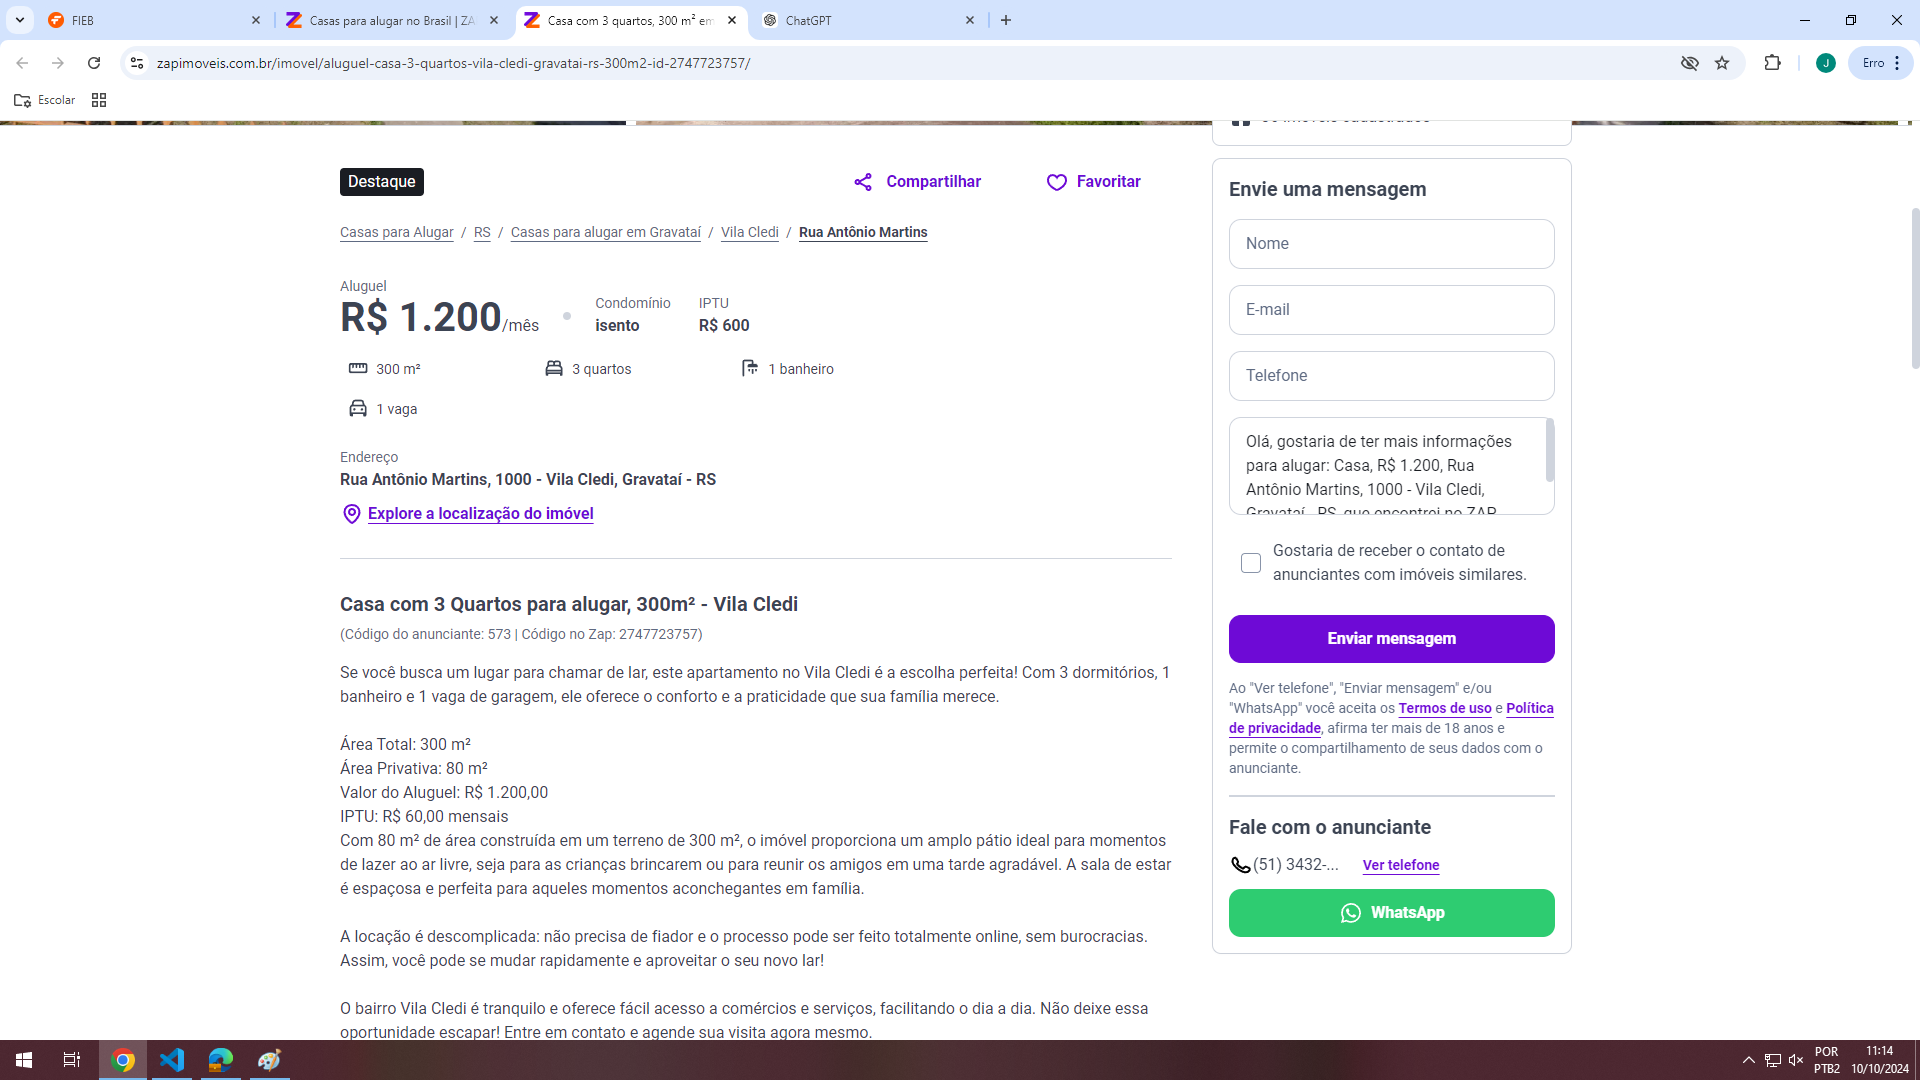 FIEB
Casas para alugar no Brasil | ZA
Casa com 3 quartos, 300 m² em
ChatGPT
zapimoveis.com.br/imovel/aluguel-casa-3-quartos-vila-cledi-gravatai-rs-300m2-id-2747723757/
J
Erro
Escolar
Destaque
Compartilhar
Favoritar
Casas para Alugar / RS / Casas para alugar em Gravataí / Vila Cledi / Rua Antônio Martins
Aluguel
R$ 1.200/mês
Condomínio
isento
IPTU
R$ 600
300 m²
3 quartos
1 banheiro
1 vaga
Endereço
Rua Antônio Martins, 1000 - Vila Cledi, Gravataí - RS
Explore a localização do imóvel
Casa com 3 Quartos para alugar, 300m² - Vila Cledi
(Código do anunciante: 573 | Código no Zap: 2747723757)
Se você busca um lugar para chamar de lar, este apartamento no Vila Cledi é a escolha perfeita! Com 3 dormitórios, 1
banheiro e 1 vaga de garagem, ele oferece o conforto e a praticidade que sua família merece.
Área Total: 300 m²
Área Privativa: 80 m²
Valor do Aluguel: R$ 1.200,00
IPTU: R$ 60,00 mensais
Com 80 m² de área construída em um terreno de 300 m², o imóvel proporciona um amplo pátio ideal para momentos
de lazer ao ar livre, seja para as crianças brincarem ou para reunir os amigos em uma tarde agradável. A sala de estar
é espaçosa e perfeita para aqueles momentos aconchegantes em família.
A locação é descomplicada: não precisa de fiador e o processo pode ser feito totalmente online, sem burocracias.
Assim, você pode se mudar rapidamente e aproveitar o seu novo lar!
O bairro Vila Cledi é tranquilo e oferece fácil acesso a comércios e serviços, facilitando o dia a dia. Não deixe essa
oportunidade escapar! Entre em contato e agende sua visita agora mesmo.
Envie uma mensagem
Nome
E-mail
Telefone
Olá, gostaria de ter mais informações
para alugar: Casa, R$ 1.200, Rua
Antônio Martins, 1000 - Vila Cledi,
Gravataí - RS, que encontrei no ZAP
Gostaria de receber o contato de
anunciantes com imóveis similares.
Enviar mensagem
Ao "Ver telefone", "Enviar mensagem" e/ou
"WhatsApp" você aceita os Termos de uso e Política
de privacidade, afirma ter mais de 18 anos e
permite o compartilhamento de seus dados com o
anunciante.
Fale com o anunciante
(51) 3432-...
Ver telefone
WhatsApp
POR
PTB2
11:14
10/10/2024